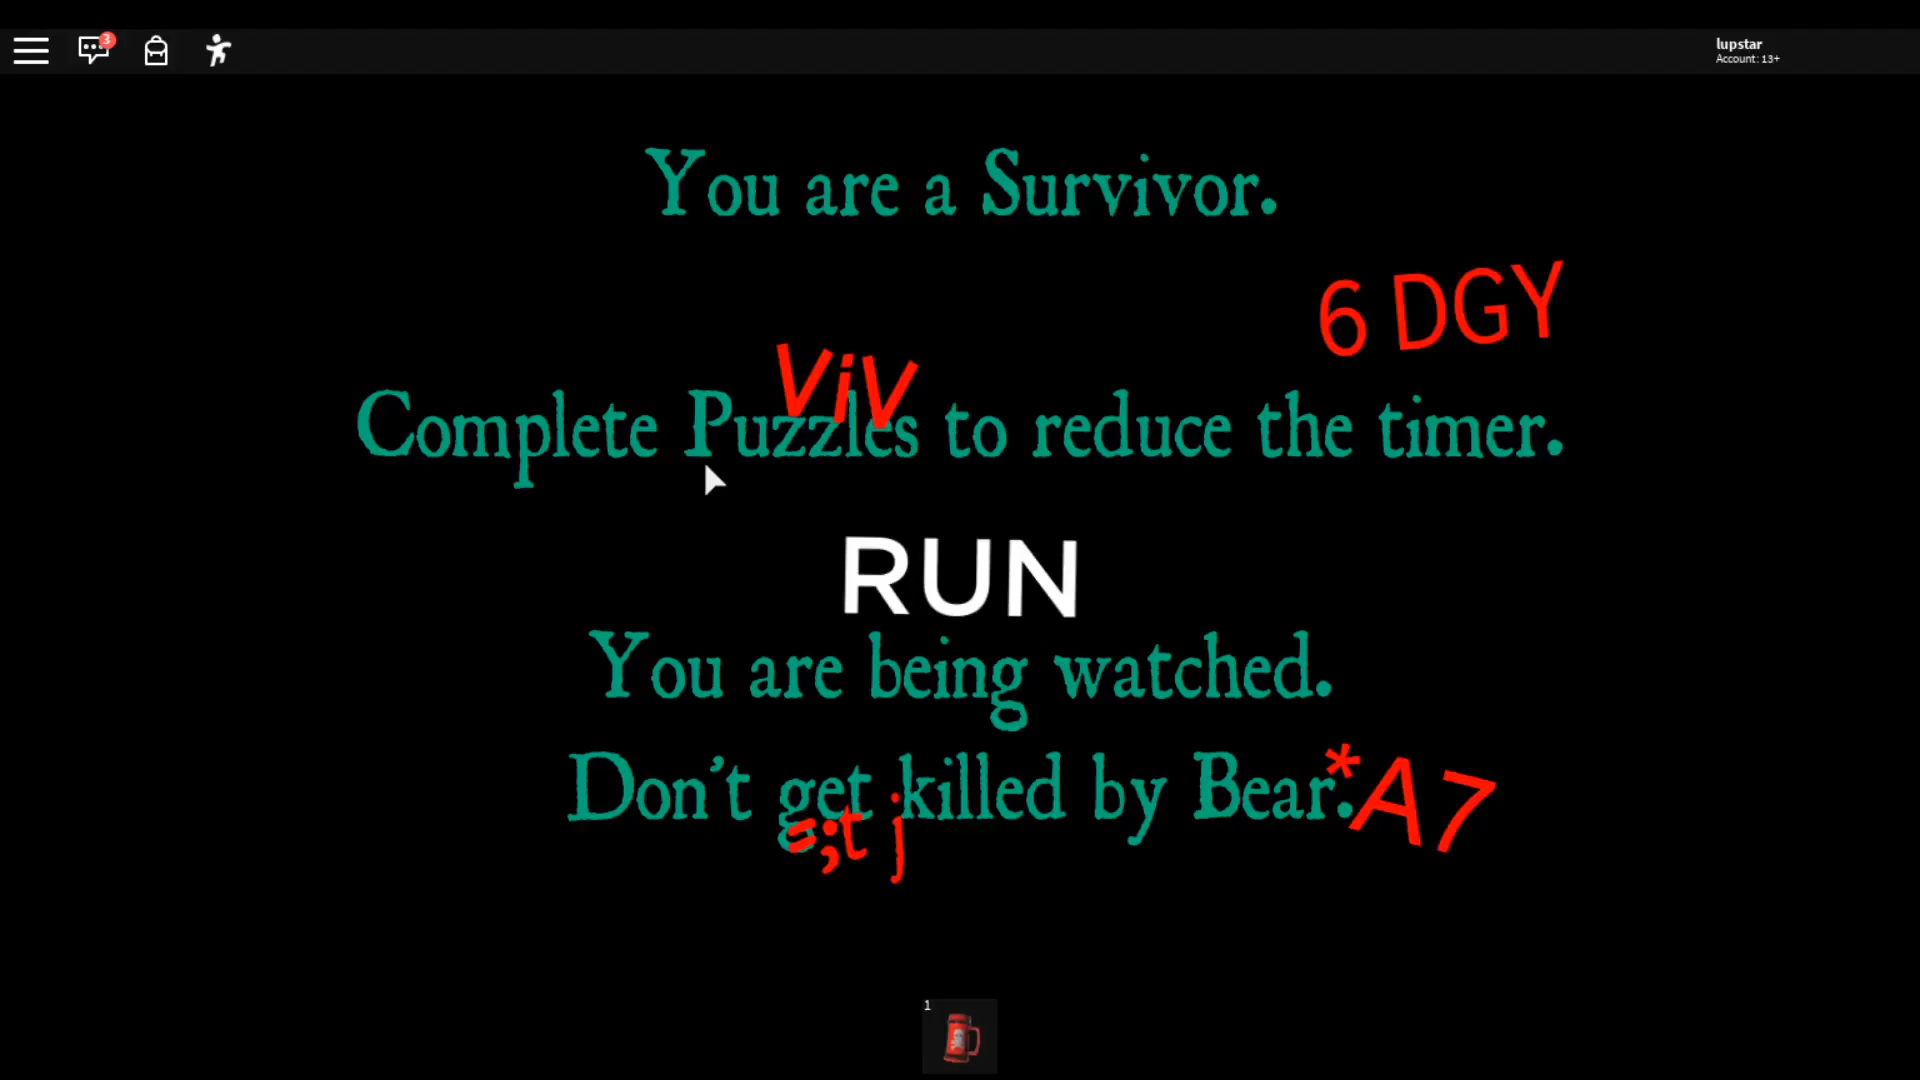 3
lupstar
Account: 13+
You are a Survivor.
6 DGY
ViV
Complete Puzzles to reduce the timer.
RUN
You are being watched.
Don't get killed by Bear.
*A7
=;t j
1